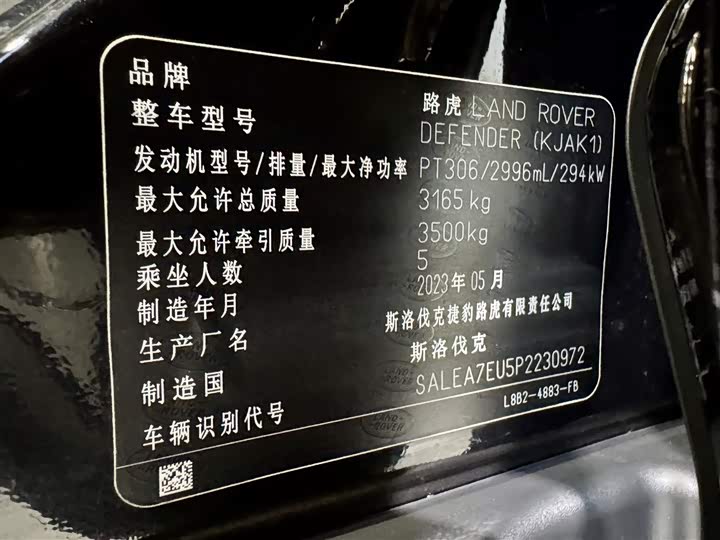 品牌 路虎 LAND ROVER
整车型号 DEFENDER (KJAK1)
发动机型号/排量/最大净功率 PT306/2996mL/294kW
最大允许总质量 3165kg
最大允许牵引质量 3500kg
乘坐人数 5
制造年月 2023年05月
生产厂名 斯洛伐克捷豹路虎有限责任公司
制造国 斯洛伐克
车辆识别代号 SALEA7EU5P2230972
L8B2-4883-FB
LAND-ROVER